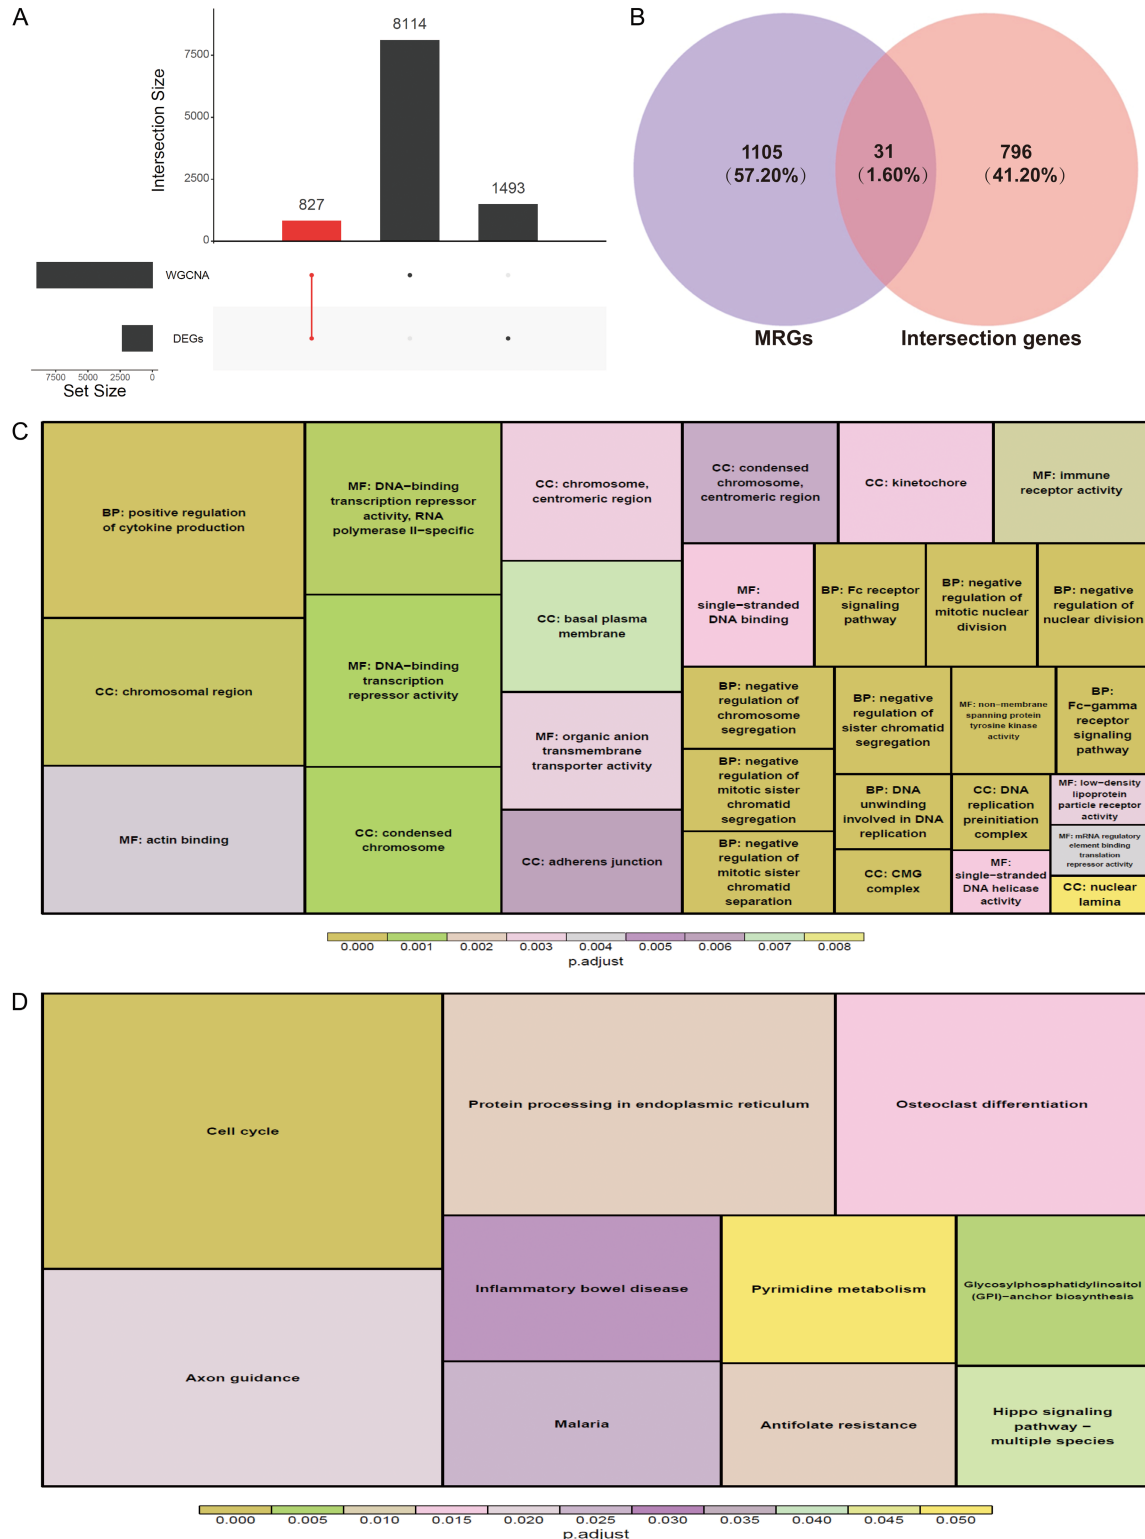 A
Intersection Size
7500
5000
2500
0
8114
827
1493
WGCNA
DEGs
7500 5000 2500 0
Set Size
B
1105
(57.20%)
31
(1.60%)
796
(41.20%)
MRGs
Intersection genes
C
BP: positive regulation
of cytokine production
CC: chromosomal region
MF: actin binding
MF: DNA−binding
transcription repressor
activity, RNA
polymerase II−specific
MF: DNA−binding
transcription
repressor activity
CC: condensed
chromosome
CC: chromosome,
centromeric region
CC: basal plasma
membrane
MF: organic anion
transmembrane
transporter activity
CC: adherens junction
CC: condensed
chromosome,
centromeric region
CC: kinetochore
MF: immune
receptor activity
MF:
single−stranded
DNA binding
BP: Fc receptor
signaling
pathway
BP: negative
regulation of
mitotic nuclear
division
BP: negative
regulation of
nuclear division
BP: negative
regulation of
chromosome
segregation
BP: negative
regulation of
mitotic sister
chromatid
segregation
BP: negative
regulation of
mitotic sister
chromatid
separation
BP: negative
regulation of
sister chromatid
segregation
MF: non−membrane
spanning protein
tyrosine kinase
activity
BP:
Fc−gamma
receptor
signaling
pathway
BP: DNA
unwinding
involved in DNA
replication
CC: CMG
complex
CC: DNA
replication
preinitiation
complex
MF:
single−stranded
DNA helicase
activity
MF: low−density
lipoprotein
particle receptor
activity
MF: mRNA regulatory
element binding
translation
repressor activity
CC: nuclear
lamina
0.000 0.001 0.002 0.003 0.004 0.005 0.006 0.007 0.008
p.adjust
D
Cell cycle
Axon guidance
Protein processing in endoplasmic reticulum
Osteoclast differentiation
Inflammatory bowel disease
Malaria
Pyrimidine metabolism
Antifolate resistance
Glycosylphosphatidylinositol
(GPI)−anchor biosynthesis
Hippo signaling
pathway −
multiple species
0.000 0.005 0.010 0.015 0.020 0.025 0.030 0.035 0.040 0.045 0.050
p.adjust